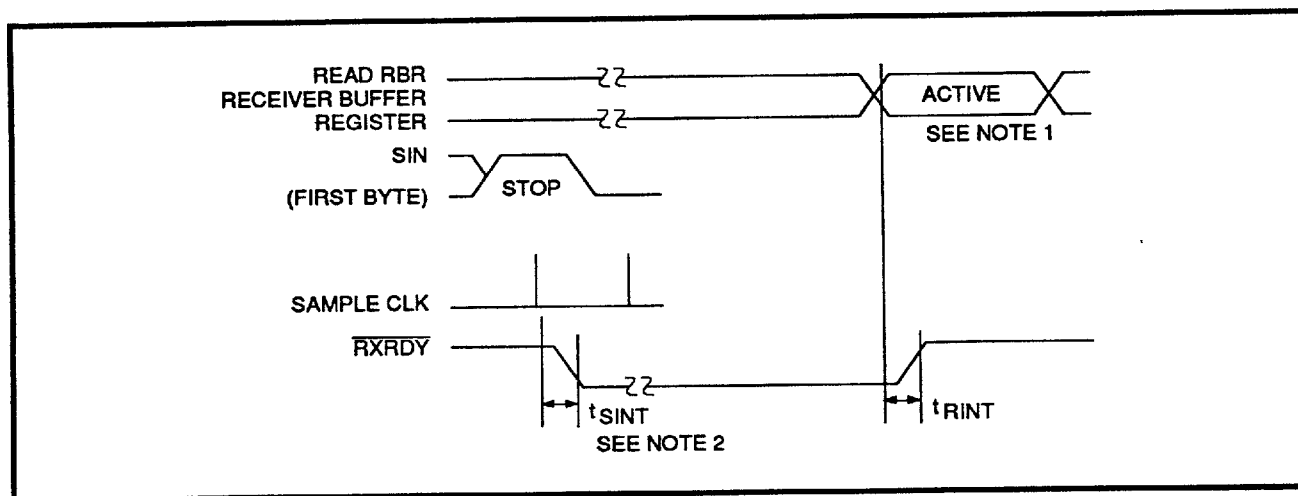 READ RBR
RECEIVER BUFFER
REGISTER
ACTIVE
SEE NOTE 1
SIN
(FIRST BYTE)
STOP
SAMPLE CLK
RXRDY
tSINT
SEE NOTE 2
tRINT